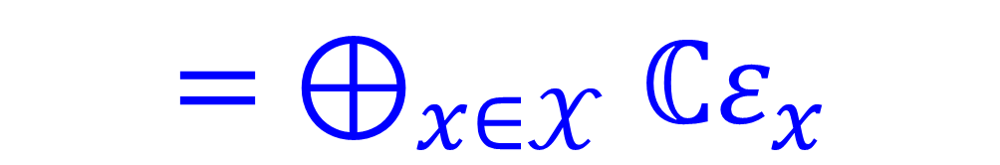 = ⨁_{x∈𝒳} ℂε_x